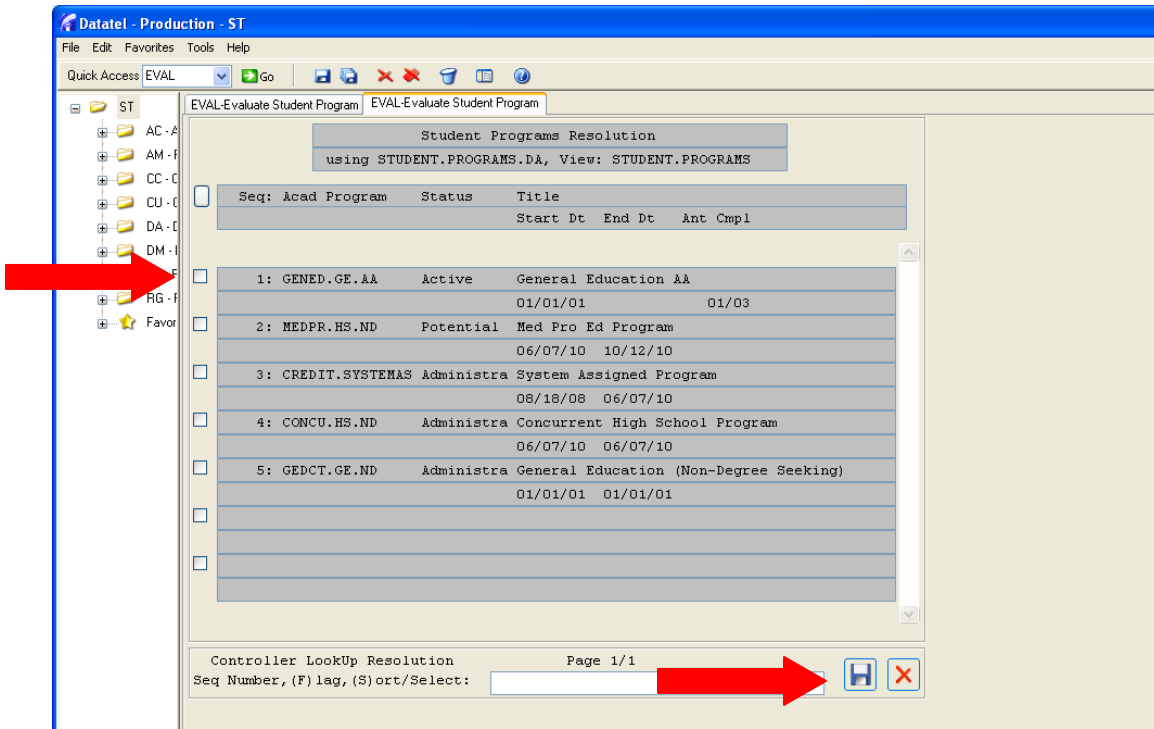 Datatel - Production - ST
File Edit Favorites Tools Help
Quick Access EVAL Go
ST
AC - A
AM - F
CC - C
CU - C
DA - D
DM - I
RG - F
Favor
EVAL-Evaluate Student Program EVAL-Evaluate Student Program
Student Programs Resolution
using STUDENT.PROGRAMS.DA, View: STUDENT.PROGRAMS
Seq: Acad Program Status Title
Start Dt End Dt Ant Cmpl
1: GENED.GE.AA Active General Education AA
01/01/01 01/03
2: MEDPR.HS.ND Potential Med Pro Ed Program
06/07/10 10/12/10
3: CREDIT.SYSTEMAS Administra System Assigned Program
08/18/08 06/07/10
4: CONCU.HS.ND Administra Concurrent High School Program
06/07/10 06/07/10
5: GEDCT.GE.ND Administra General Education (Non-Degree Seeking)
01/01/01 01/01/01
Controller LookUp Resolution Page 1/1
Seq Number,(F)lag,(S)ort/Select: